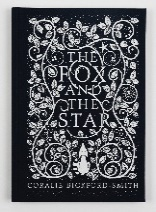 THE
FOX
AND
THE
STAR
CORALIE BICKFORD-SMITH